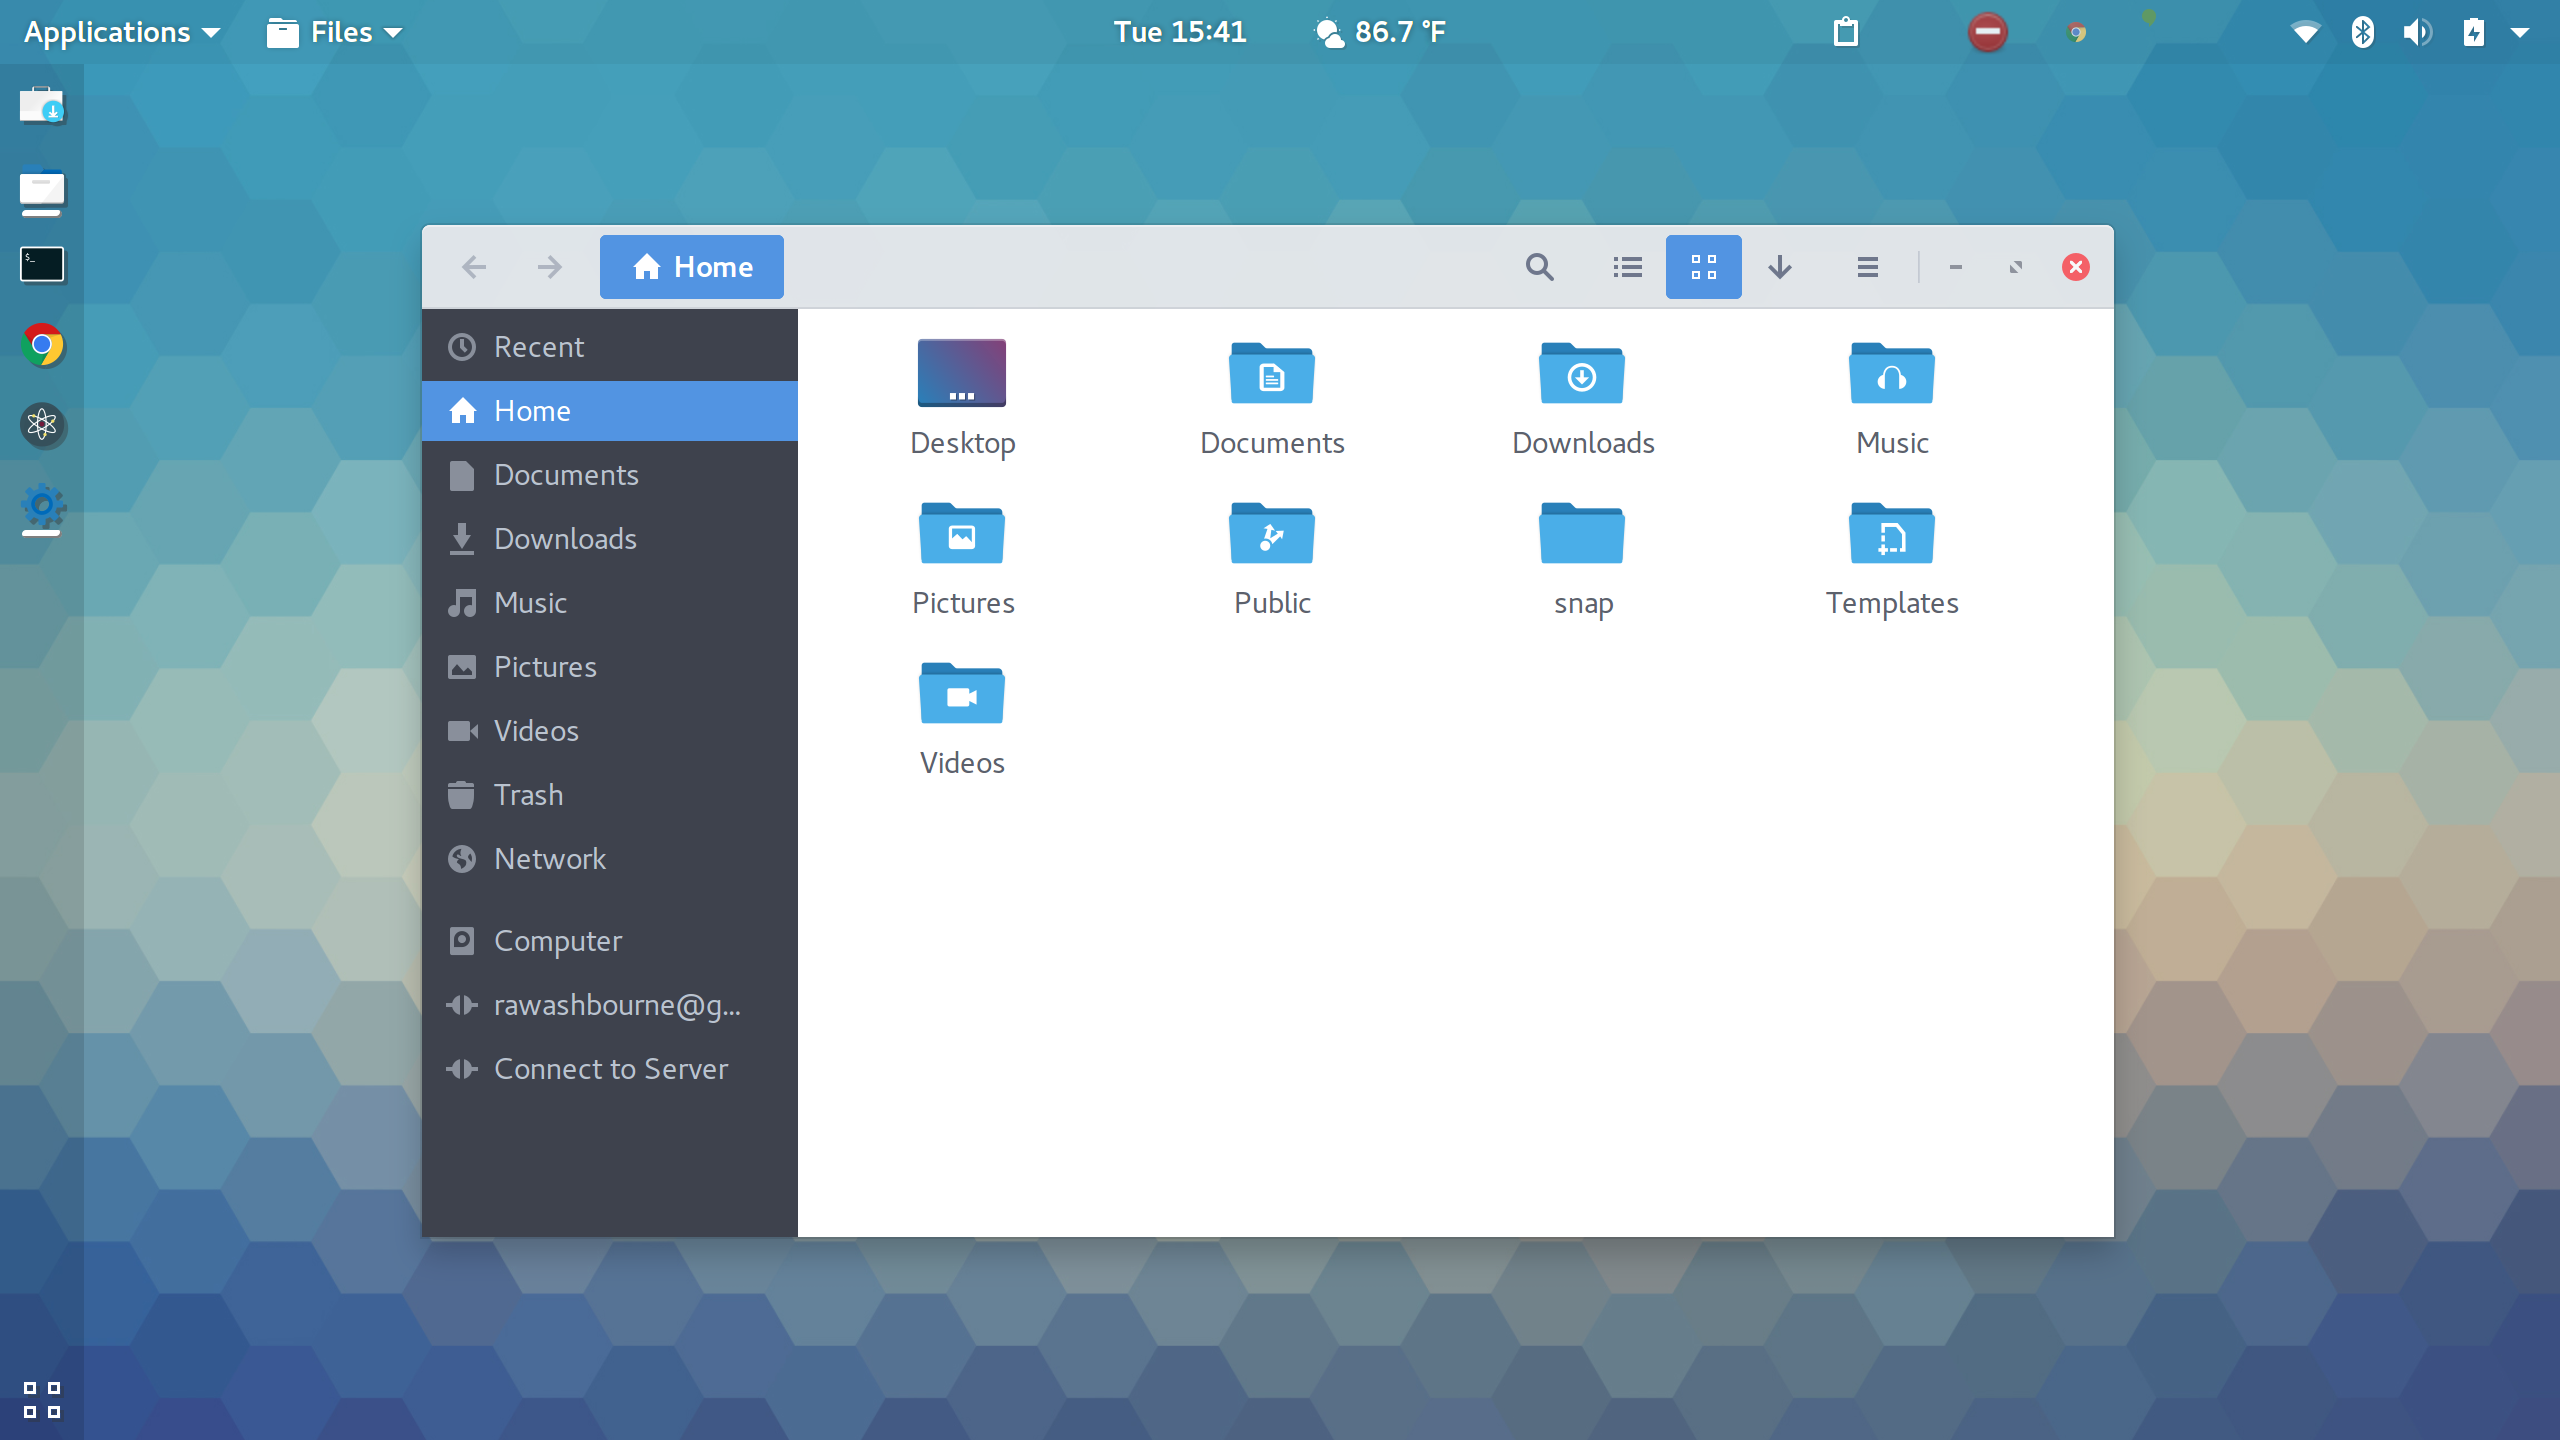 Applications Files Tue 15:41 86.7 °F
Home
Recent
Home
Documents
Downloads
Music
Pictures
Videos
Trash
Network
Computer
rawashbourne@g...
Connect to Server
Desktop Documents Downloads Music
Pictures Public snap Templates
Videos
$_